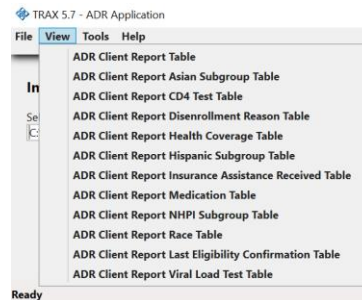 TRAX 5.7 - ADR Application
File View Tools Help
ADR Client Report Table
ADR Client Report Asian Subgroup Table
In
ADR Client Report CD4 Test Table
ADR Client Report Disenrollment Reason Table
Se
ADR Client Report Health Coverage Table
C:
ADR Client Report Hispanic Subgroup Table
ADR Client Report Insurance Assistance Received Table
ADR Client Report Medication Table
ADR Client Report NHPI Subgroup Table
ADR Client Report Race Table
ADR Client Report Last Eligibility Confirmation Table
ADR Client Report Viral Load Test Table
Ready